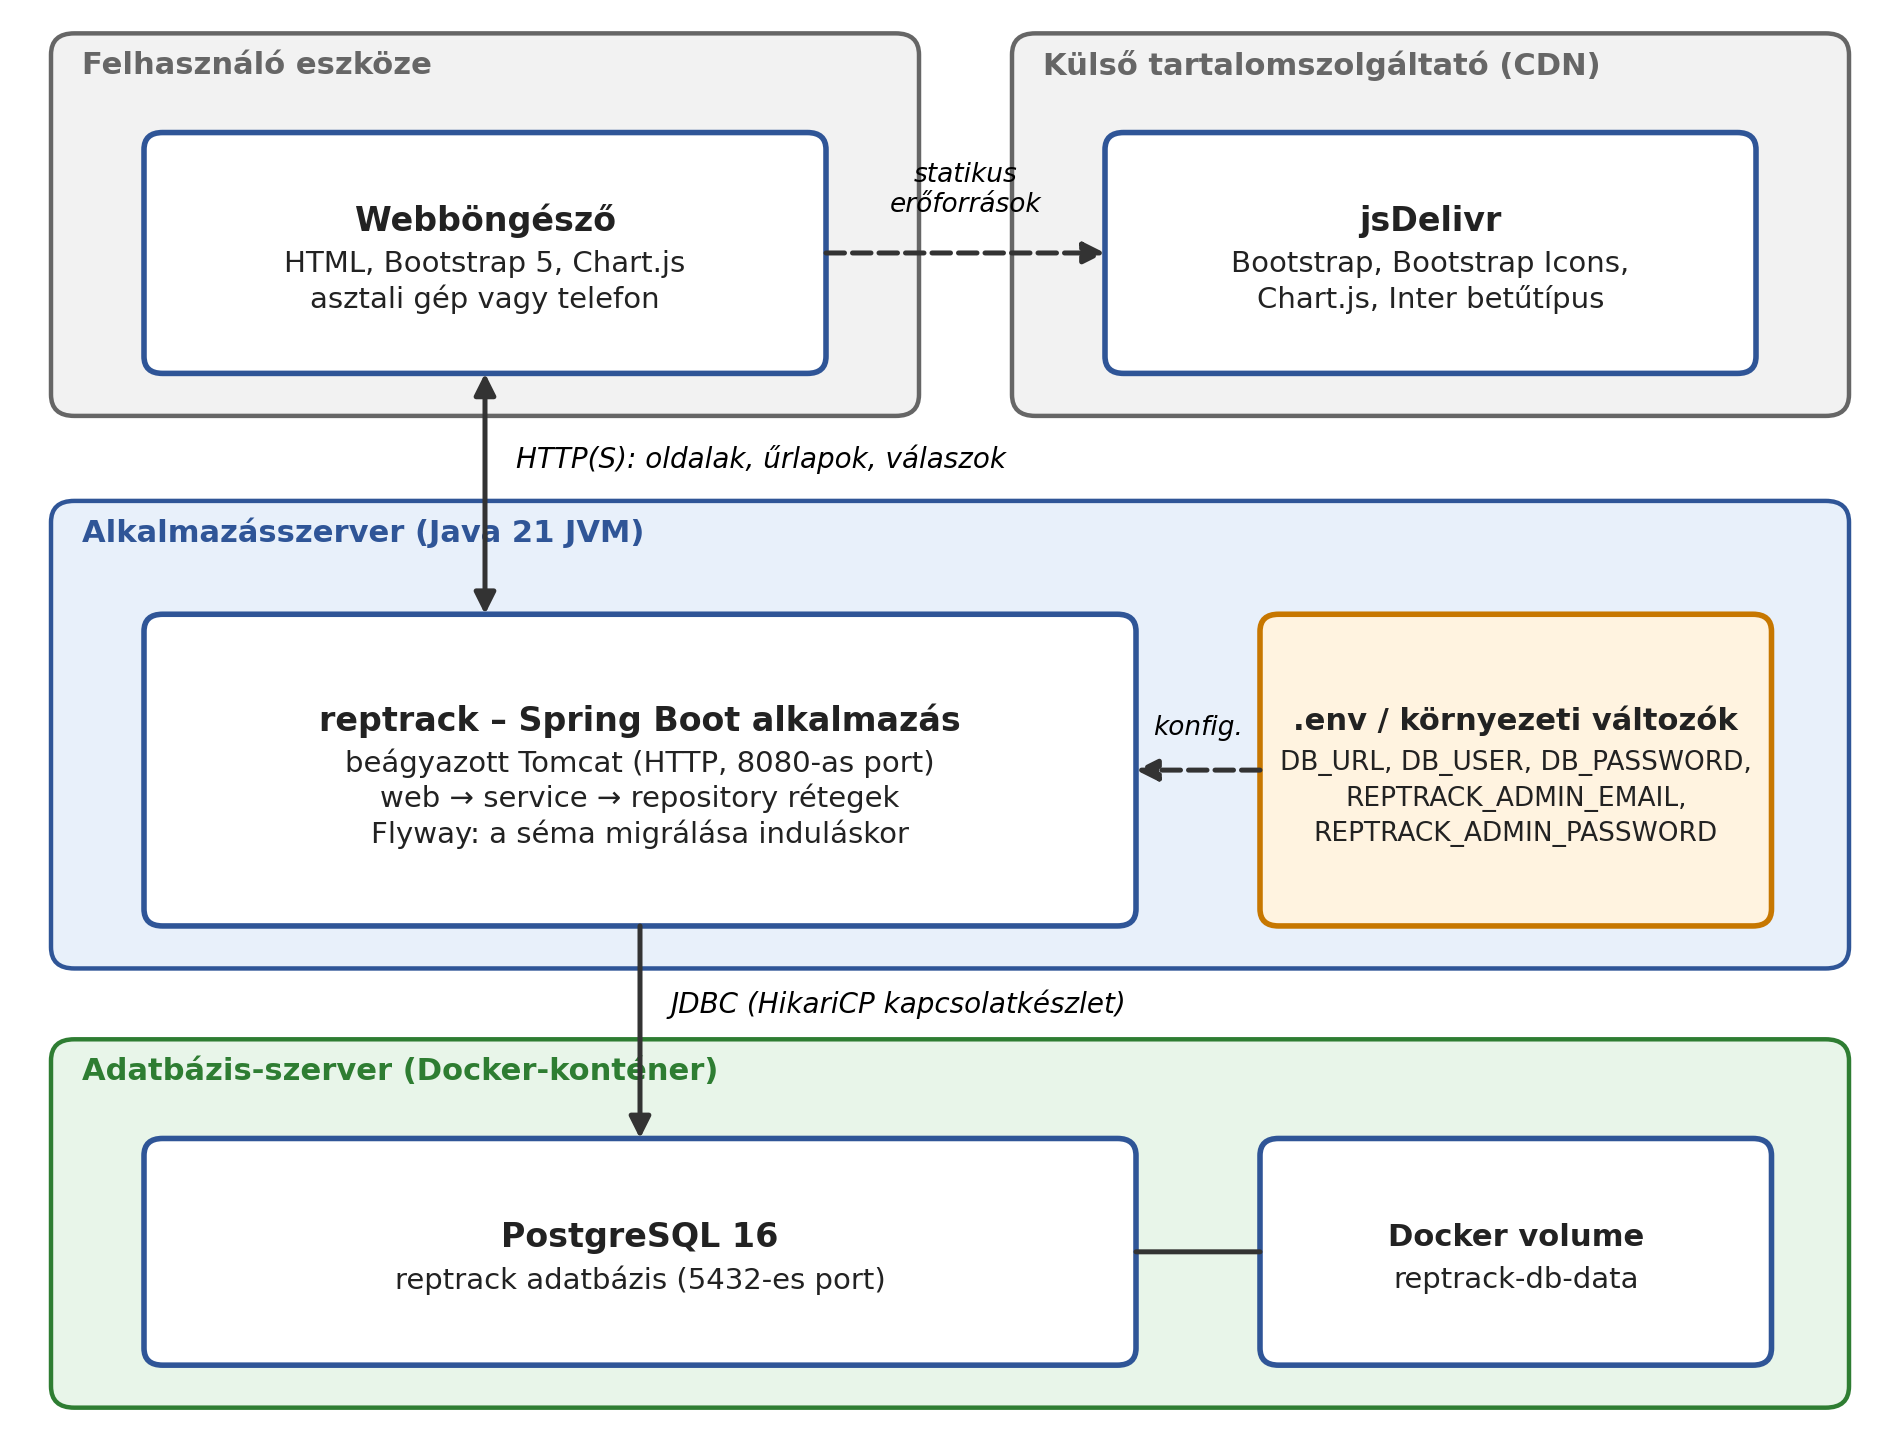 Felhasználó eszköze
Külső tartalomszolgáltató (CDN)
Webböngésző
HTML, Bootstrap 5, Chart.js
asztali gép vagy telefon
statikus
erőforrások
jsDelivr
Bootstrap, Bootstrap Icons,
Chart.js, Inter betűtípus
HTTP(S): oldalak, űrlapok, válaszok
Alkalmazásszerver (Java 21 JVM)
reptrack – Spring Boot alkalmazás
beágyazott Tomcat (HTTP, 8080-as port)
web → service → repository rétegek
Flyway: a séma migrálása induláskor
konfig.
.env / környezeti változók
DB_URL, DB_USER, DB_PASSWORD,
REPTRACK_ADMIN_EMAIL,
REPTRACK_ADMIN_PASSWORD
JDBC (HikariCP kapcsolatkészlet)
Adatbázis-szerver (Docker-konténer)
PostgreSQL 16
reptrack adatbázis (5432-es port)
Docker volume
reptrack-db-data